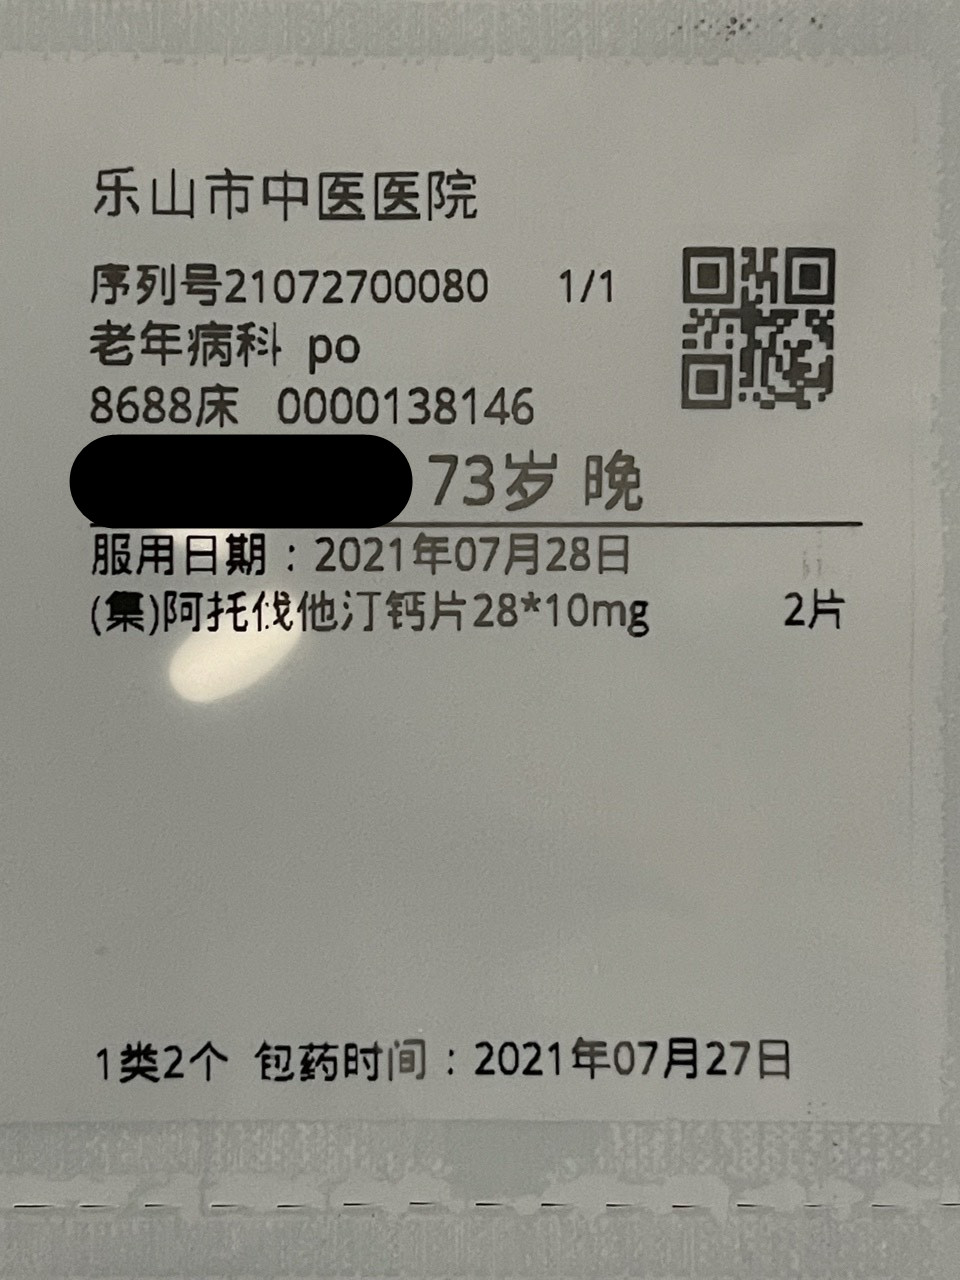 乐山市中医医院
序列号21072700080 1/1
老年病科 po
8688床 0000138146
73岁 晚
服用日期：2021年07月28日
(集)阿托伐他汀钙片28*10mg 2片
1类2个 包药时间：2021年07月27日